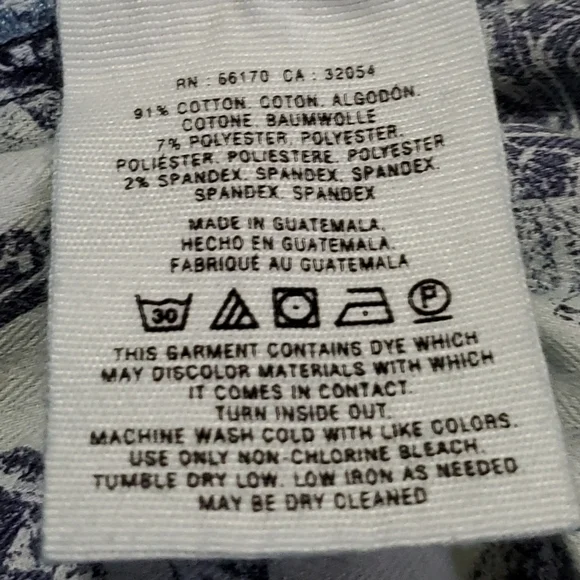 RN : 66170 CA : 32054
91% COTTON. COTON. ALGODÓN.
COTONE. BAUMWOLLE
7% POLYESTER. POLYESTER.
POLIÉSTER. POLIESTERE. POLYESTER
2% SPANDEX. SPANDEX. SPANDEX.
SPANDEX. SPANDEX
MADE IN GUATEMALA.
HECHO EN GUATEMALA.
FABRIQUÉ AU GUATEMALA
30 P
THIS GARMENT CONTAINS DYE WHICH
MAY DISCOLOR MATERIALS WITH WHICH
IT COMES IN CONTACT.
TURN INSIDE OUT.
MACHINE WASH COLD WITH LIKE COLORS.
USE ONLY NON-CHLORINE BLEACH.
TUMBLE DRY LOW. LOW IRON AS NEEDED
MAY BE DRY CLEANED